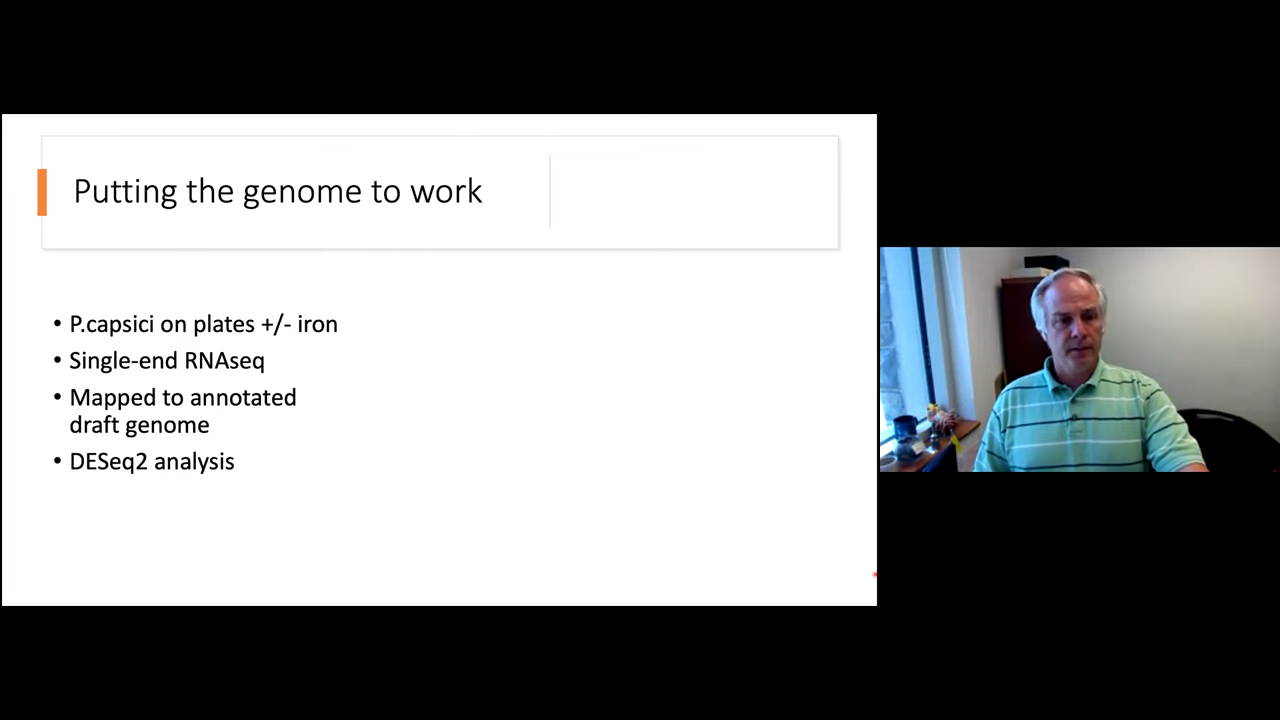 Putting the genome to work
• P.capsici on plates +/- iron
• Single-end RNAseq
• Mapped to annotated
draft genome
• DESeq2 analysis